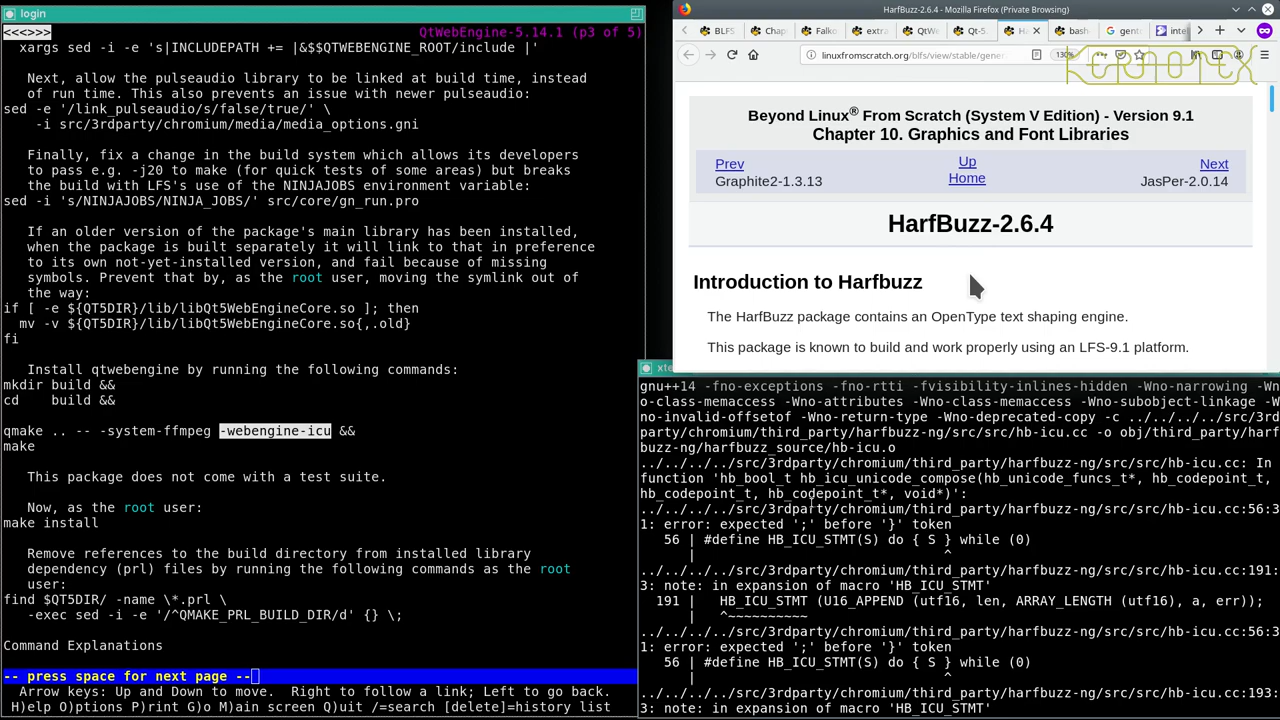 login
<<<>>>
QtWebEngine-5.14.1 (p3 of 5)
xargs sed -i -e 's|INCLUDEPATH += |&$$QTWEBENGINE_ROOT/include |'
Next, allow the pulseaudio library to be linked at build time, instead
of run time. This also prevents an issue with newer pulseaudio:
sed -e '/link_pulseaudio/s/false/true/' \
-i src/3rdparty/chromium/media/media_options.gni
Finally, fix a change in the build system which allows its developers
to pass e.g. -j20 to make (for quick tests of some areas) but breaks
the build with LFS's use of the NINJAJOBS environment variable:
sed -i 's/NINJAJOBS/NINJA_JOBS/' src/core/gn_run.pro
If an older version of the package's main library has been installed,
when the package is built separately it will link to that in preference
to its own not-yet-installed version, and fail because of missing
symbols. Prevent that by, as the root user, moving the symlink out of
the way:
if [ -e ${QT5DIR}/lib/libQt5WebEngineCore.so ]; then
mv -v ${QT5DIR}/lib/libQt5WebEngineCore.so{,.old}
fi
Install qtwebengine by running the following commands:
mkdir build &&
cd    build &&
qmake .. -- -system-ffmpeg -webengine-icu &&
make
This package does not come with a test suite.
Now, as the root user:
make install
Remove references to the build directory from installed library
dependency (prl) files by running the following commands as the root
user:
find $QT5DIR/ -name \*.prl \
-exec sed -i -e '/^QMAKE_PRL_BUILD_DIR/d' {} \;
Command Explanations
-- press space for next page --
Arrow keys: Up and Down to move.  Right to follow a link; Left to go back.
H)elp O)ptions P)rint G)o M)ain screen Q)uit /=search [delete]=history list
HarfBuzz-2.6.4 - Mozilla Firefox (Private Browsing)
BLFS
Chap
Falko
extra
QtWe
Qt-5.
Ha
bash
gent
inte
linuxfromscratch.org/blfs/view/stable/gener
130%
Beyond Linux® From Scratch (System V Edition) - Version 9.1
Chapter 10. Graphics and Font Libraries
Prev
Up
Next
Graphite2-1.3.13
Home
JasPer-2.0.14
HarfBuzz-2.6.4
Introduction to Harfbuzz
The HarfBuzz package contains an OpenType text shaping engine.
This package is known to build and work properly using an LFS-9.1 platform.
xte
gnu++14 -fno-exceptions -fno-rtti -fvisibility-inlines-hidden -Wno-narrowing -Wn
o-class-memaccess -Wno-attributes -Wno-class-memaccess -Wno-subobject-linkage -W
no-invalid-offsetof -Wno-return-type -Wno-deprecated-copy -c ../../../../src/3rd
party/chromium/third_party/harfbuzz-ng/src/src/hb-icu.cc -o obj/third_party/harf
buzz-ng/harfbuzz_source/hb-icu.o
../../../../src/3rdparty/chromium/third_party/harfbuzz-ng/src/src/hb-icu.cc: In
function 'hb_bool_t hb_icu_unicode_compose(hb_unicode_funcs_t*, hb_codepoint_t,
hb_codepoint_t, hb_codepoint_t*, void*)':
../../../../src/3rdparty/chromium/third_party/harfbuzz-ng/src/src/hb-icu.cc:56:3
1: error: expected ';' before '}' token
56 | #define HB_ICU_STMT(S) do { S } while (0)
| ^
../../../../src/3rdparty/chromium/third_party/harfbuzz-ng/src/src/hb-icu.cc:191:
3: note: in expansion of macro 'HB_ICU_STMT'
191 |   HB_ICU_STMT (U16_APPEND (utf16, len, ARRAY_LENGTH (utf16), a, err));
| ^~~~~~~~~~~
../../../../src/3rdparty/chromium/third_party/harfbuzz-ng/src/src/hb-icu.cc:56:3
1: error: expected ';' before '}' token
56 | #define HB_ICU_STMT(S) do { S } while (0)
| ^
../../../../src/3rdparty/chromium/third_party/harfbuzz-ng/src/src/hb-icu.cc:193:
3: note: in expansion of macro 'HB_ICU_STMT'